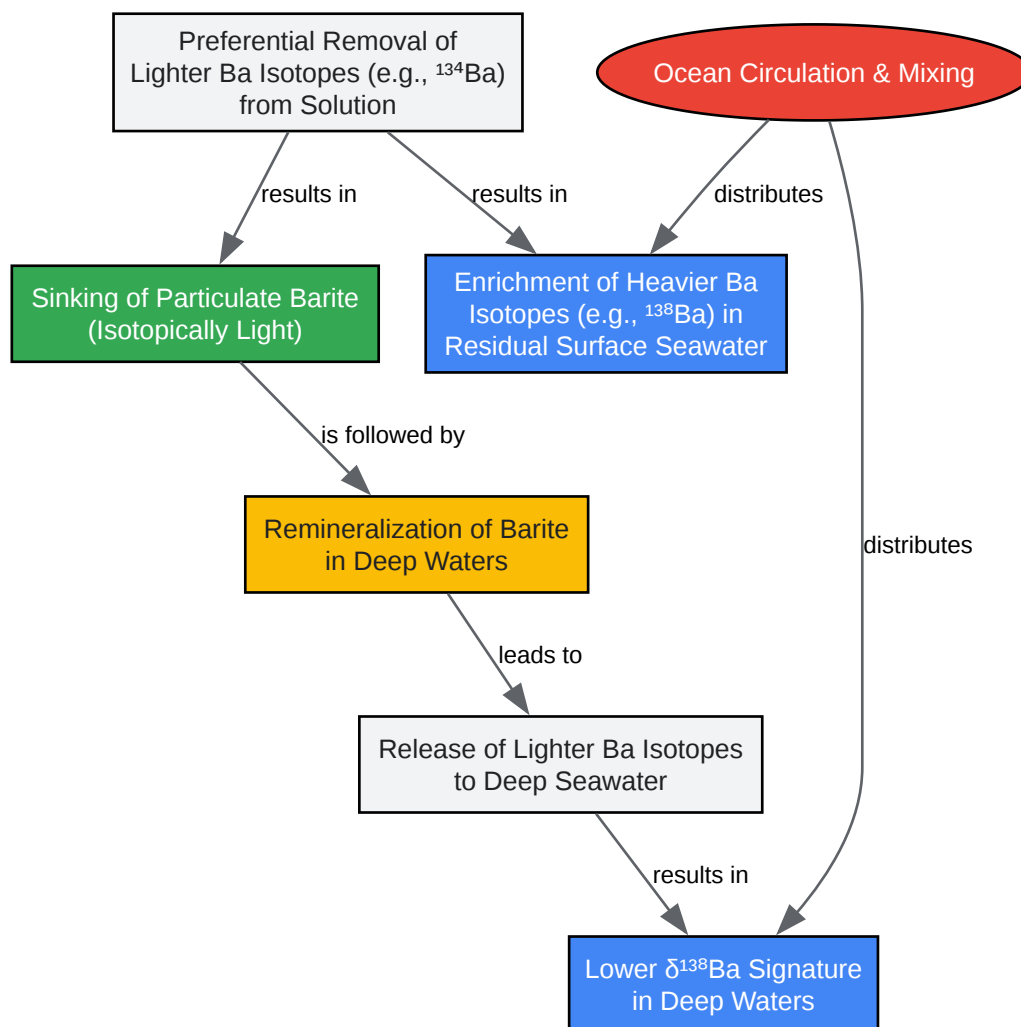 Preferential Removal of
Lighter Ba Isotopes (e.g., ¹³⁴Ba)
from Solution
Ocean Circulation & Mixing
results in
results in
distributes
Sinking of Particulate Barite
(Isotopically Light)
Enrichment of Heavier Ba
Isotopes (e.g., ¹³⁸Ba) in
Residual Surface Seawater
is followed by
Remineralization of Barite
in Deep Waters
distributes
leads to
Release of Lighter Ba Isotopes
to Deep Seawater
results in
Lower δ¹³⁸Ba Signature
in Deep Waters